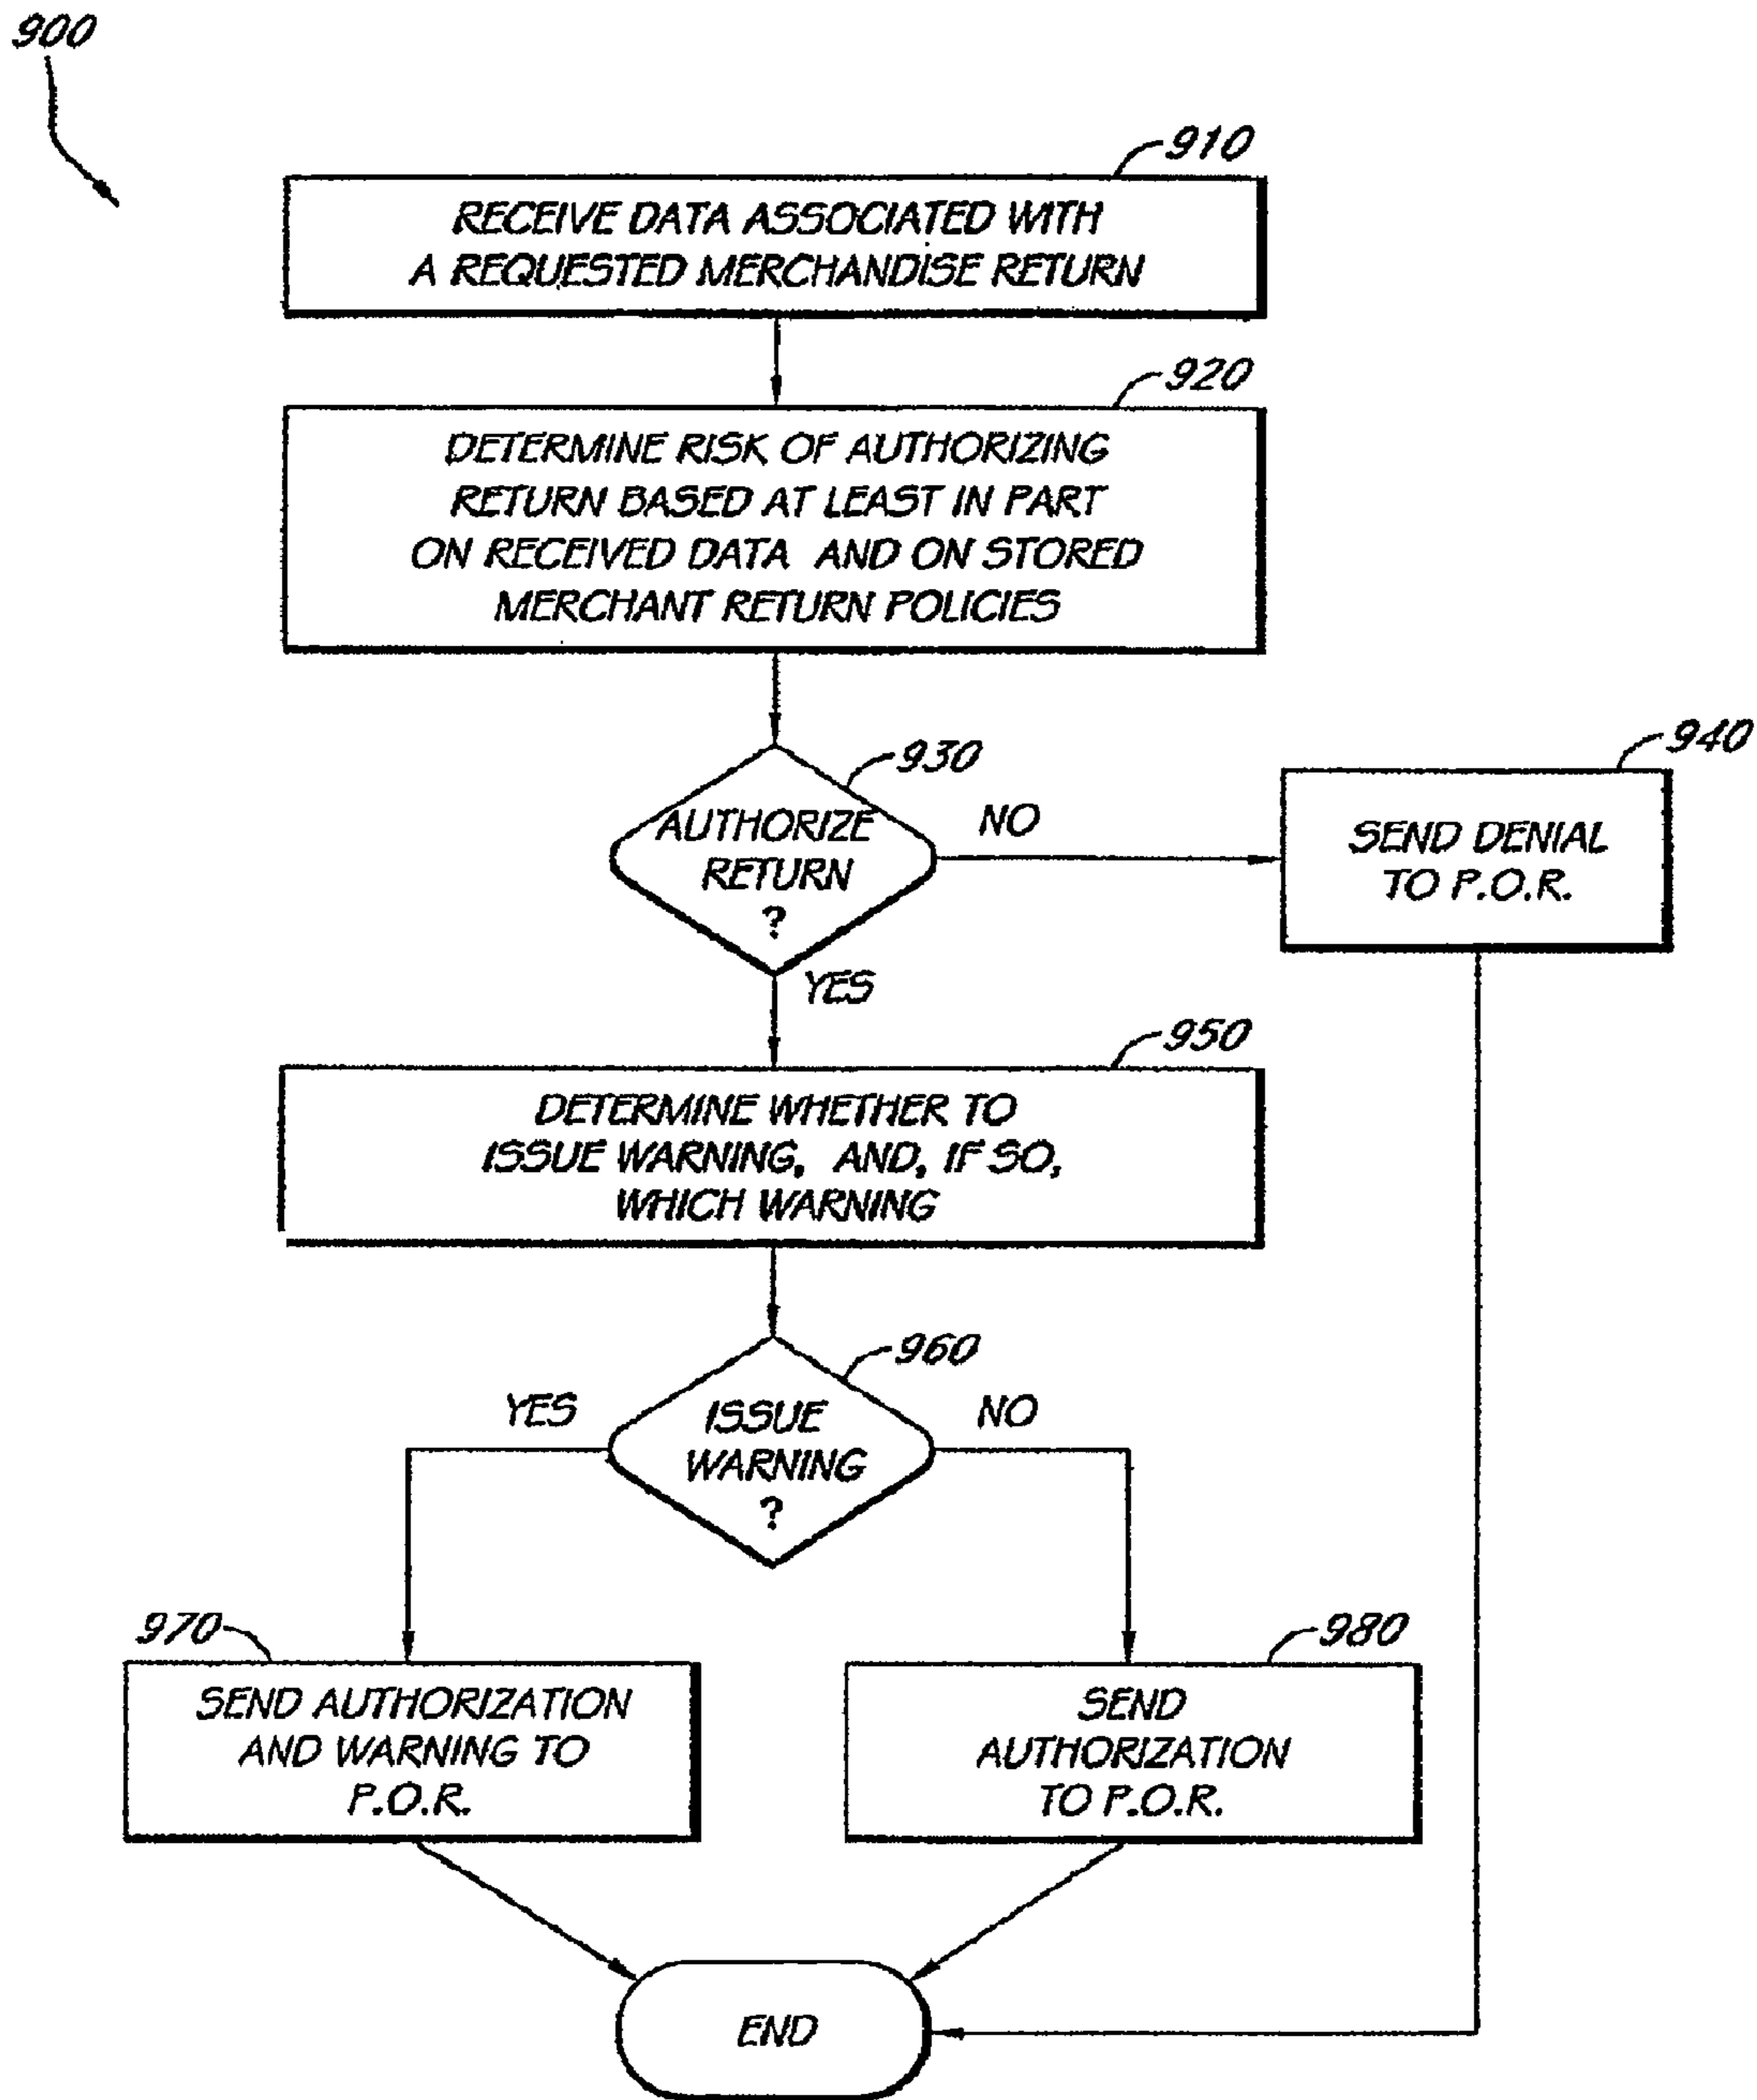 900
910
RECEIVE DATA ASSOCIATED WITH
A REQUESTED MERCHANDISE RETURN
920
DETERMINE RISK OF AUTHORIZING
RETURN BASED AT LEAST IN PART
ON RECEIVED DATA AND ON STORED
MERCHANT RETURN POLICIES
930
AUTHORIZE
RETURN
?
NO
940
SEND DENIAL
TO P.O.R.
YES
950
DETERMINE WHETHER TO
ISSUE WARNING, AND, IF SO,
WHICH WARNING
960
ISSUE
WARNING
?
YES
NO
970
SEND AUTHORIZATION
AND WARNING TO
P.O.R.
980
SEND
AUTHORIZATION
TO P.O.R.
END